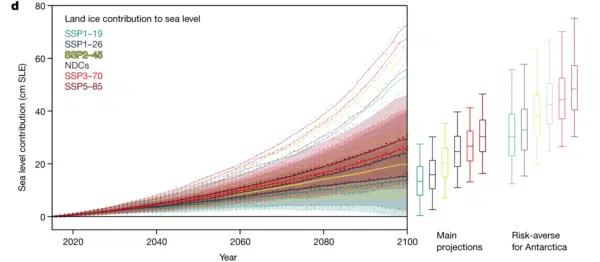 d
Land ice contribution to sea level
SSP1–19
SSP1–26
SSP2–45
NDCs
SSP3–70
SSP5–85
Sea level contribution (cm SLE)
80
60
40
20
0
2020
2040
2060
2080
2100
Year
Main
projections
Risk-averse
for Antarctica